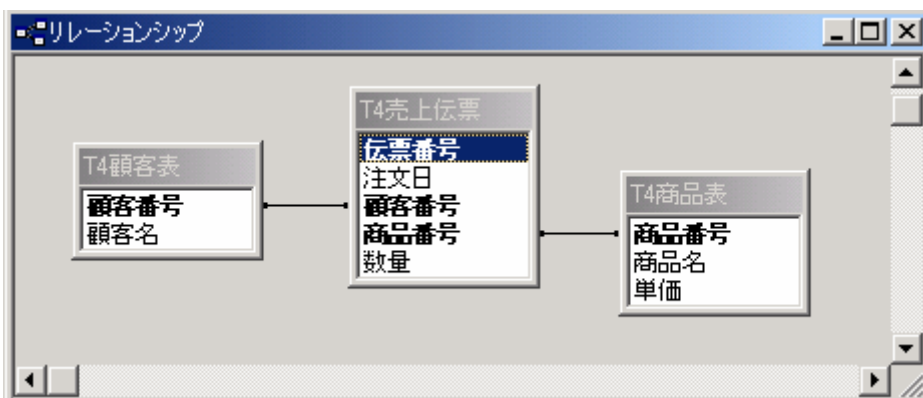 リレーションシップ
T4顧客表
顧客番号
顧客名
T4売上伝票
伝票番号
注文日
顧客番号
商品番号
数量
T4商品表
商品番号
商品名
単価